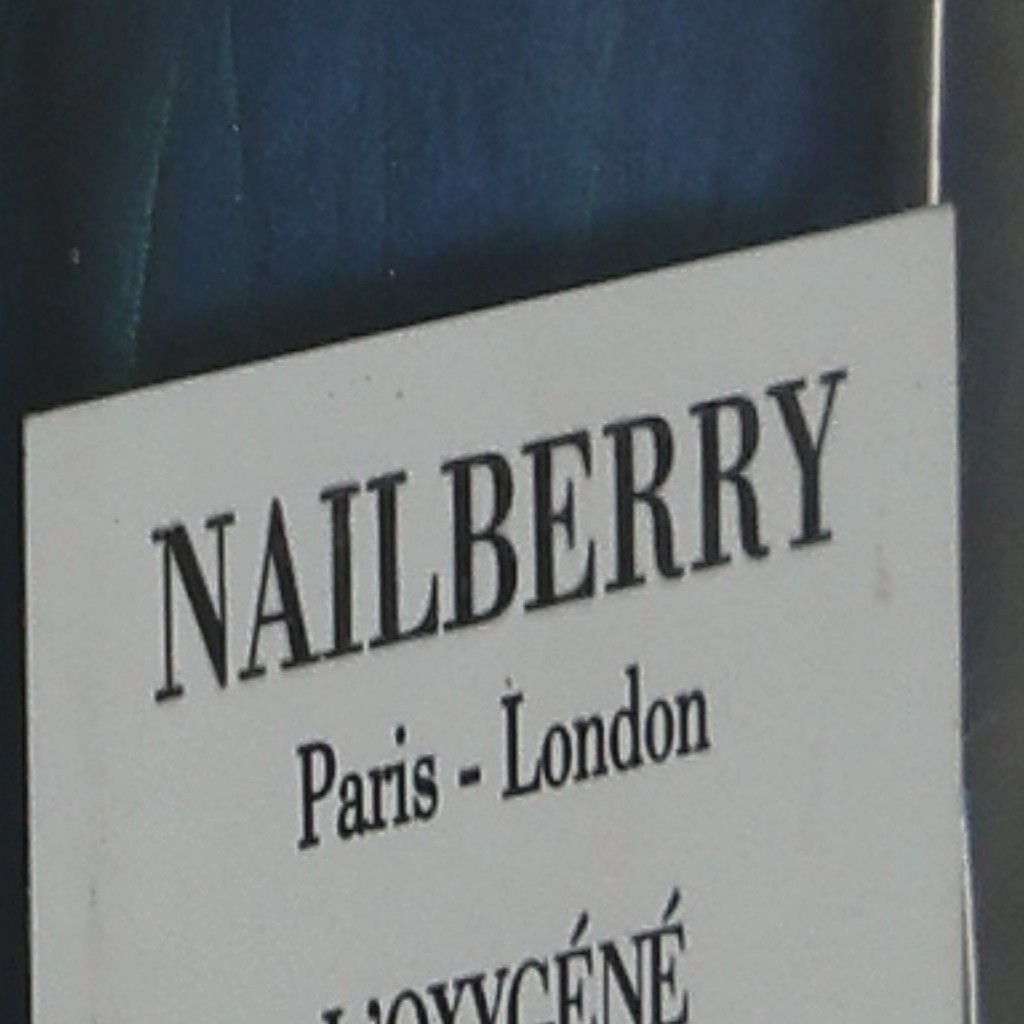 NAILBERRY
Paris - London
L'OXYGÉNÉ